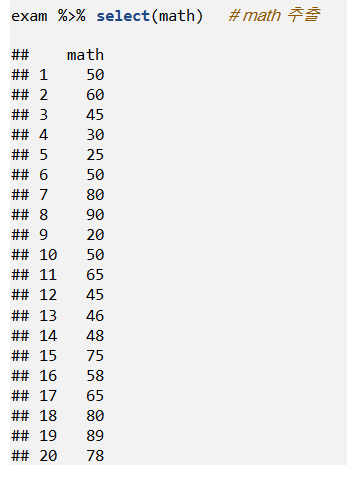 exam %>% select(math)   # math 추출
##    math
## 1    50
## 2    60
## 3    45
## 4    30
## 5    25
## 6    50
## 7    80
## 8    90
## 9    20
## 10   50
## 11   65
## 12   45
## 13   46
## 14   48
## 15   75
## 16   58
## 17   65
## 18   80
## 19   89
## 20   78